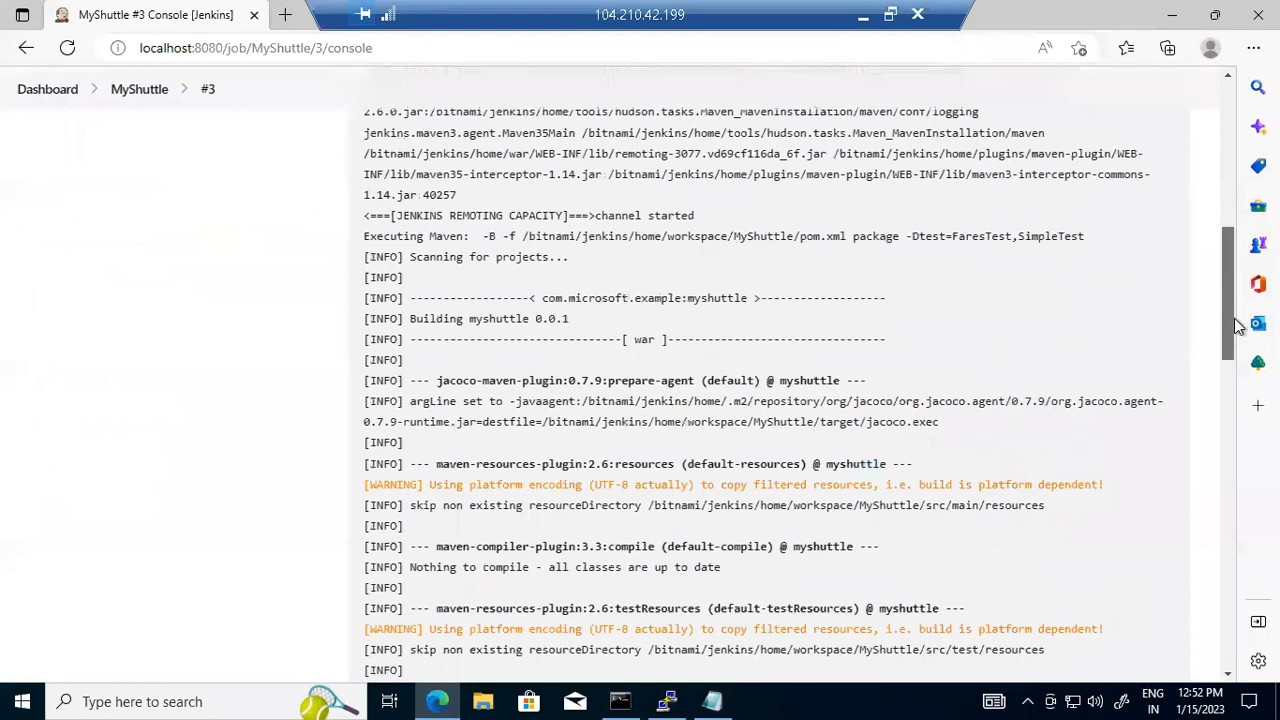 MyShuttle #3 Console [Jenkins]
104.210.42.199
localhost:8080/job/MyShuttle/3/console
Dashboard > MyShuttle > #3
2.6.0.jar:/bitnami/jenkins/home/tools/hudson.tasks.Maven_MavenInstallation/maven/conf/logging
jenkins.maven3.agent.Maven35Main /bitnami/jenkins/home/tools/hudson.tasks.Maven_MavenInstallation/maven
/bitnami/jenkins/home/war/WEB-INF/lib/remoting-3077.vd69cf116da_6f.jar /bitnami/jenkins/home/plugins/maven-plugin/WEB-
INF/lib/maven35-interceptor-1.14.jar:/bitnami/jenkins/home/plugins/maven-plugin/WEB-INF/lib/maven3-interceptor-commons-
1.14.jar 40257
<===[JENKINS REMOTING CAPACITY]===>channel started
Executing Maven:  -B -f /bitnami/jenkins/home/workspace/MyShuttle/pom.xml package -Dtest=FaresTest,SimpleTest
[INFO] Scanning for projects...
[INFO]
[INFO] ------------------< com.microsoft.example:myshuttle >-------------------
[INFO] Building myshuttle 0.0.1
[INFO] --------------------------------[ war ]---------------------------------
[INFO]
[INFO] --- jacoco-maven-plugin:0.7.9:prepare-agent (default) @ myshuttle ---
[INFO] argLine set to -javaagent:/bitnami/jenkins/home/.m2/repository/org/jacoco/org.jacoco.agent/0.7.9/org.jacoco.agent-
0.7.9-runtime.jar=destfile=/bitnami/jenkins/home/workspace/MyShuttle/target/jacoco.exec
[INFO]
[INFO] --- maven-resources-plugin:2.6:resources (default-resources) @ myshuttle ---
[WARNING] Using platform encoding (UTF-8 actually) to copy filtered resources, i.e. build is platform dependent!
[INFO] skip non existing resourceDirectory /bitnami/jenkins/home/workspace/MyShuttle/src/main/resources
[INFO]
[INFO] --- maven-compiler-plugin:3.3:compile (default-compile) @ myshuttle ---
[INFO] Nothing to compile - all classes are up to date
[INFO]
[INFO] --- maven-resources-plugin:2.6:testResources (default-testResources) @ myshuttle ---
[WARNING] Using platform encoding (UTF-8 actually) to copy filtered resources, i.e. build is platform dependent!
[INFO] skip non existing resourceDirectory /bitnami/jenkins/home/workspace/MyShuttle/src/test/resources
[INFO]
Type here to search
ENG
IN
12:52 PM
1/15/2023